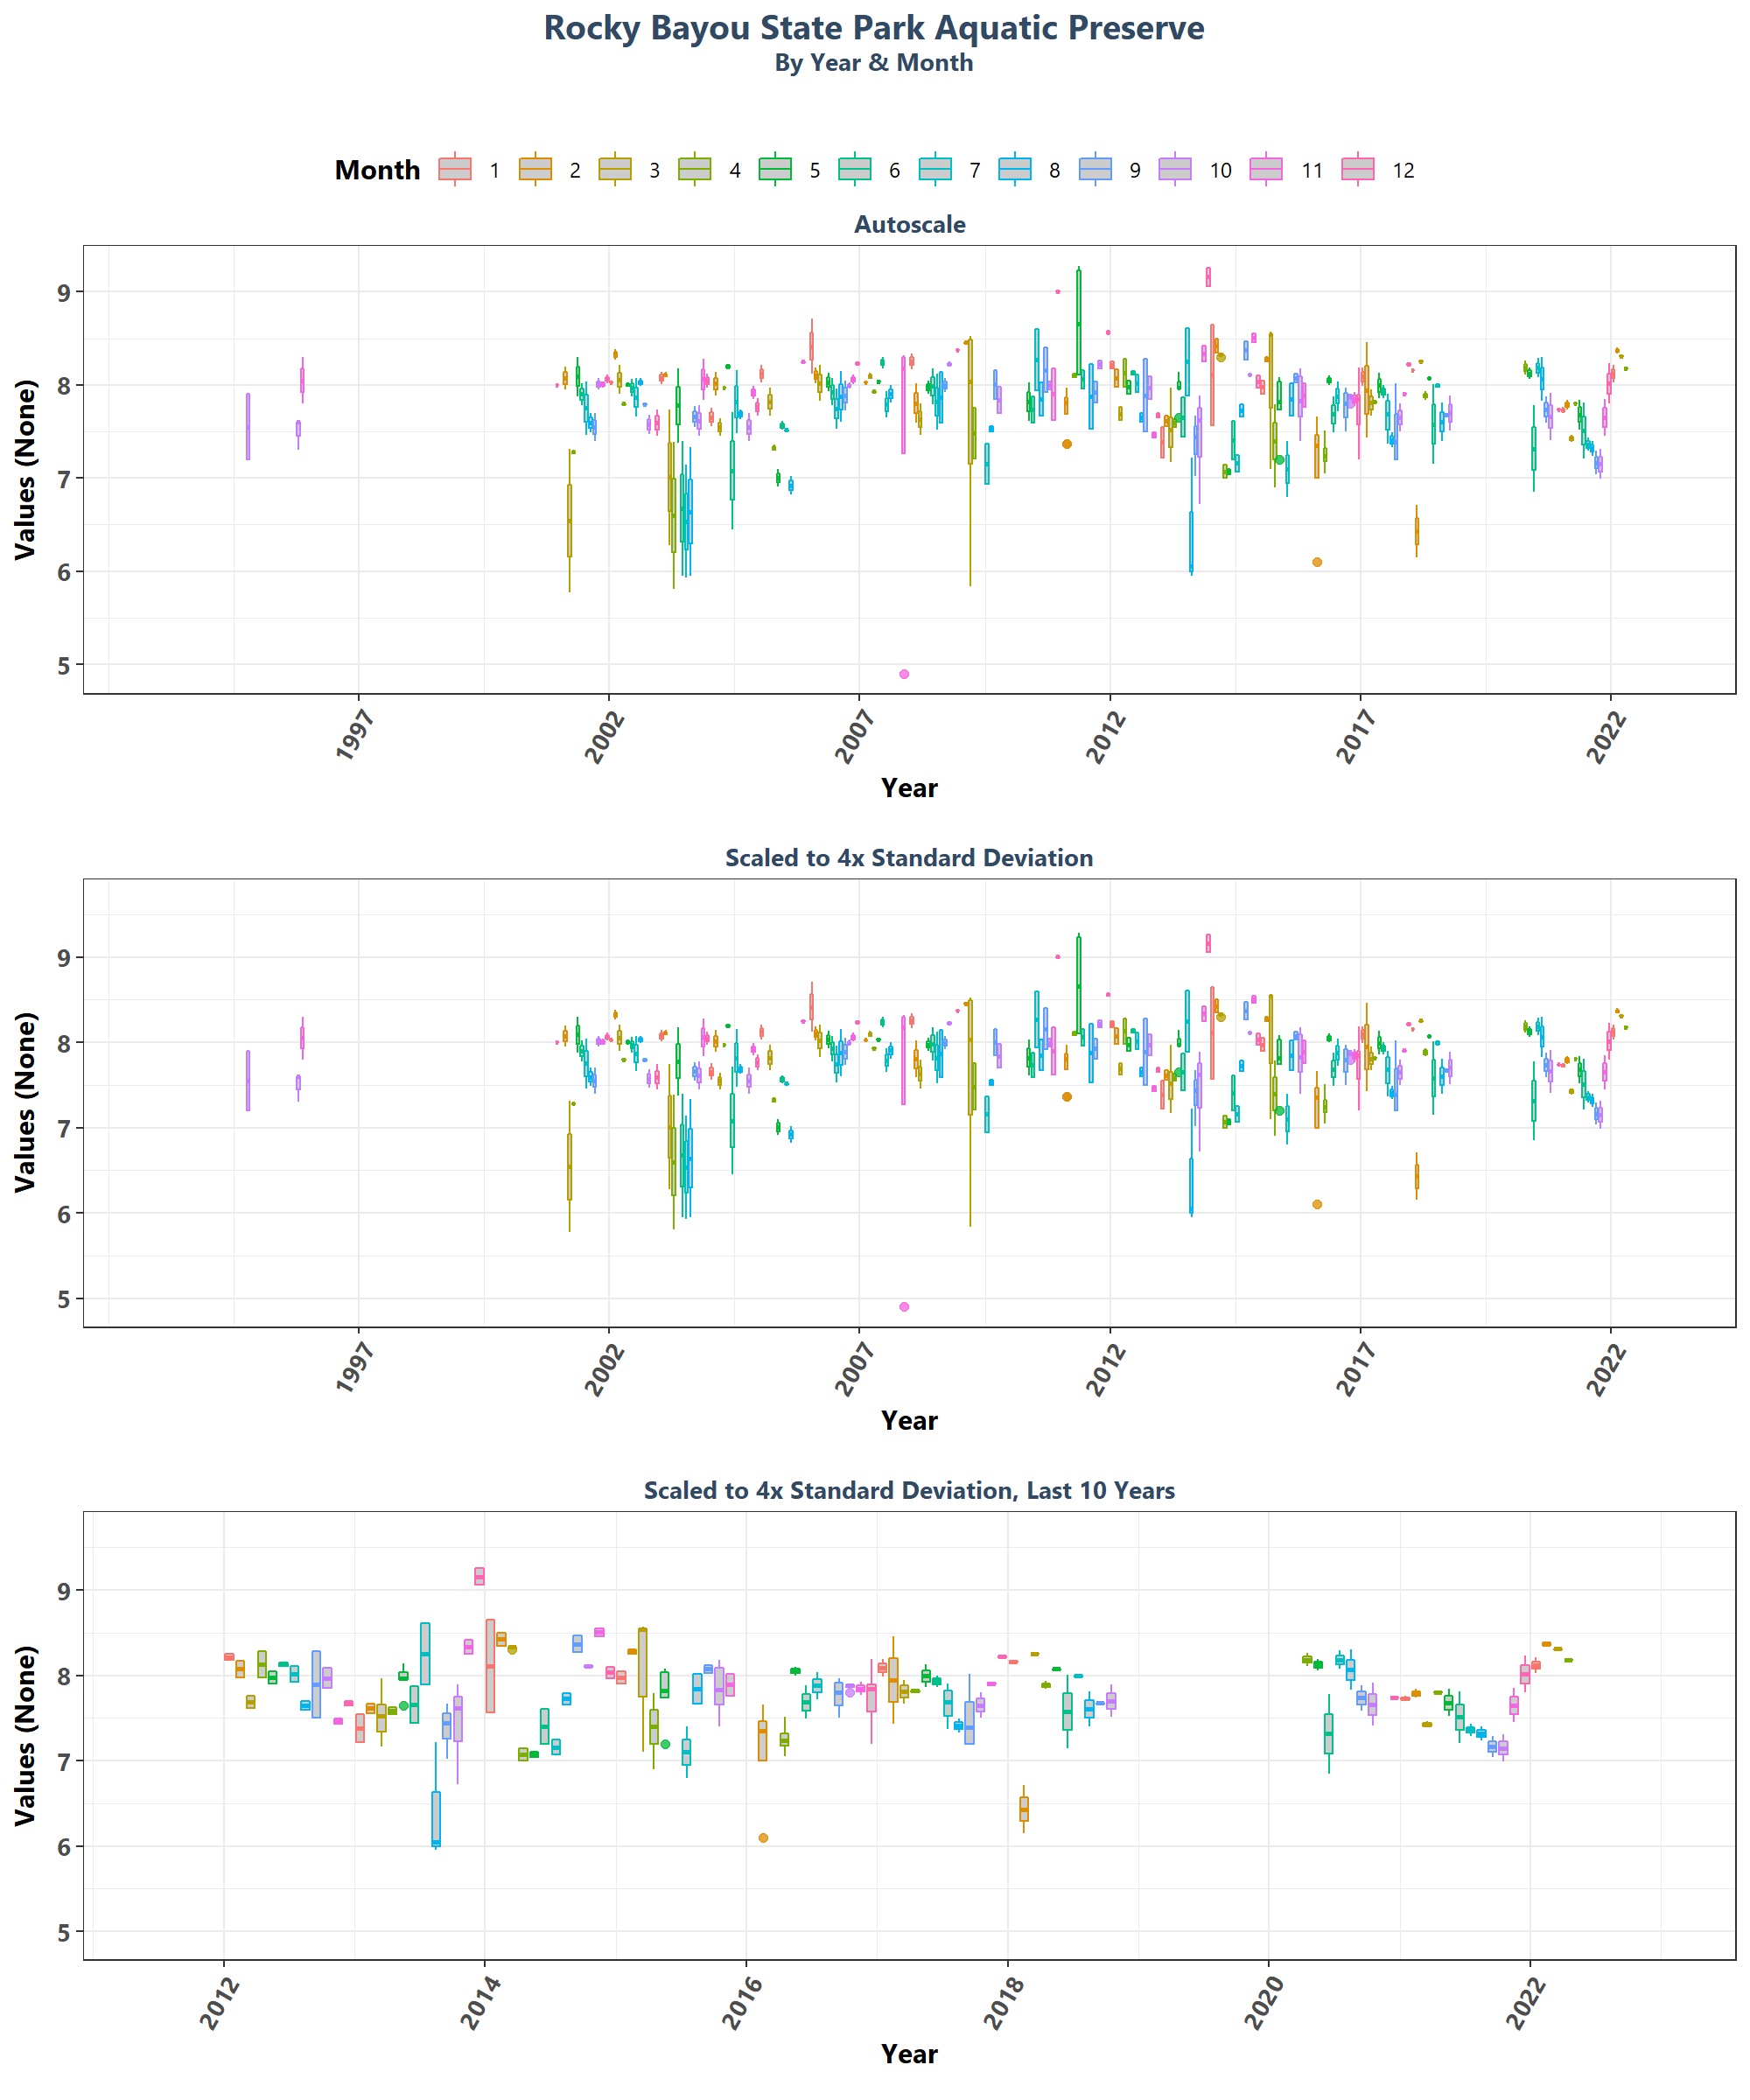 Rocky Bayou State Park Aquatic Preserve
By Year & Month
Month 1 2 3 4 5 6 7 8 9 10 11 12
Autoscale
Values (None)
9
8
7
6
5
1997 2002 2007 2012 2017 2022
Year
Scaled to 4x Standard Deviation
Values (None)
9
8
7
6
5
1997 2002 2007 2012 2017 2022
Year
Scaled to 4x Standard Deviation, Last 10 Years
Values (None)
9
8
7
6
5
2012 2014 2016 2018 2020 2022
Year